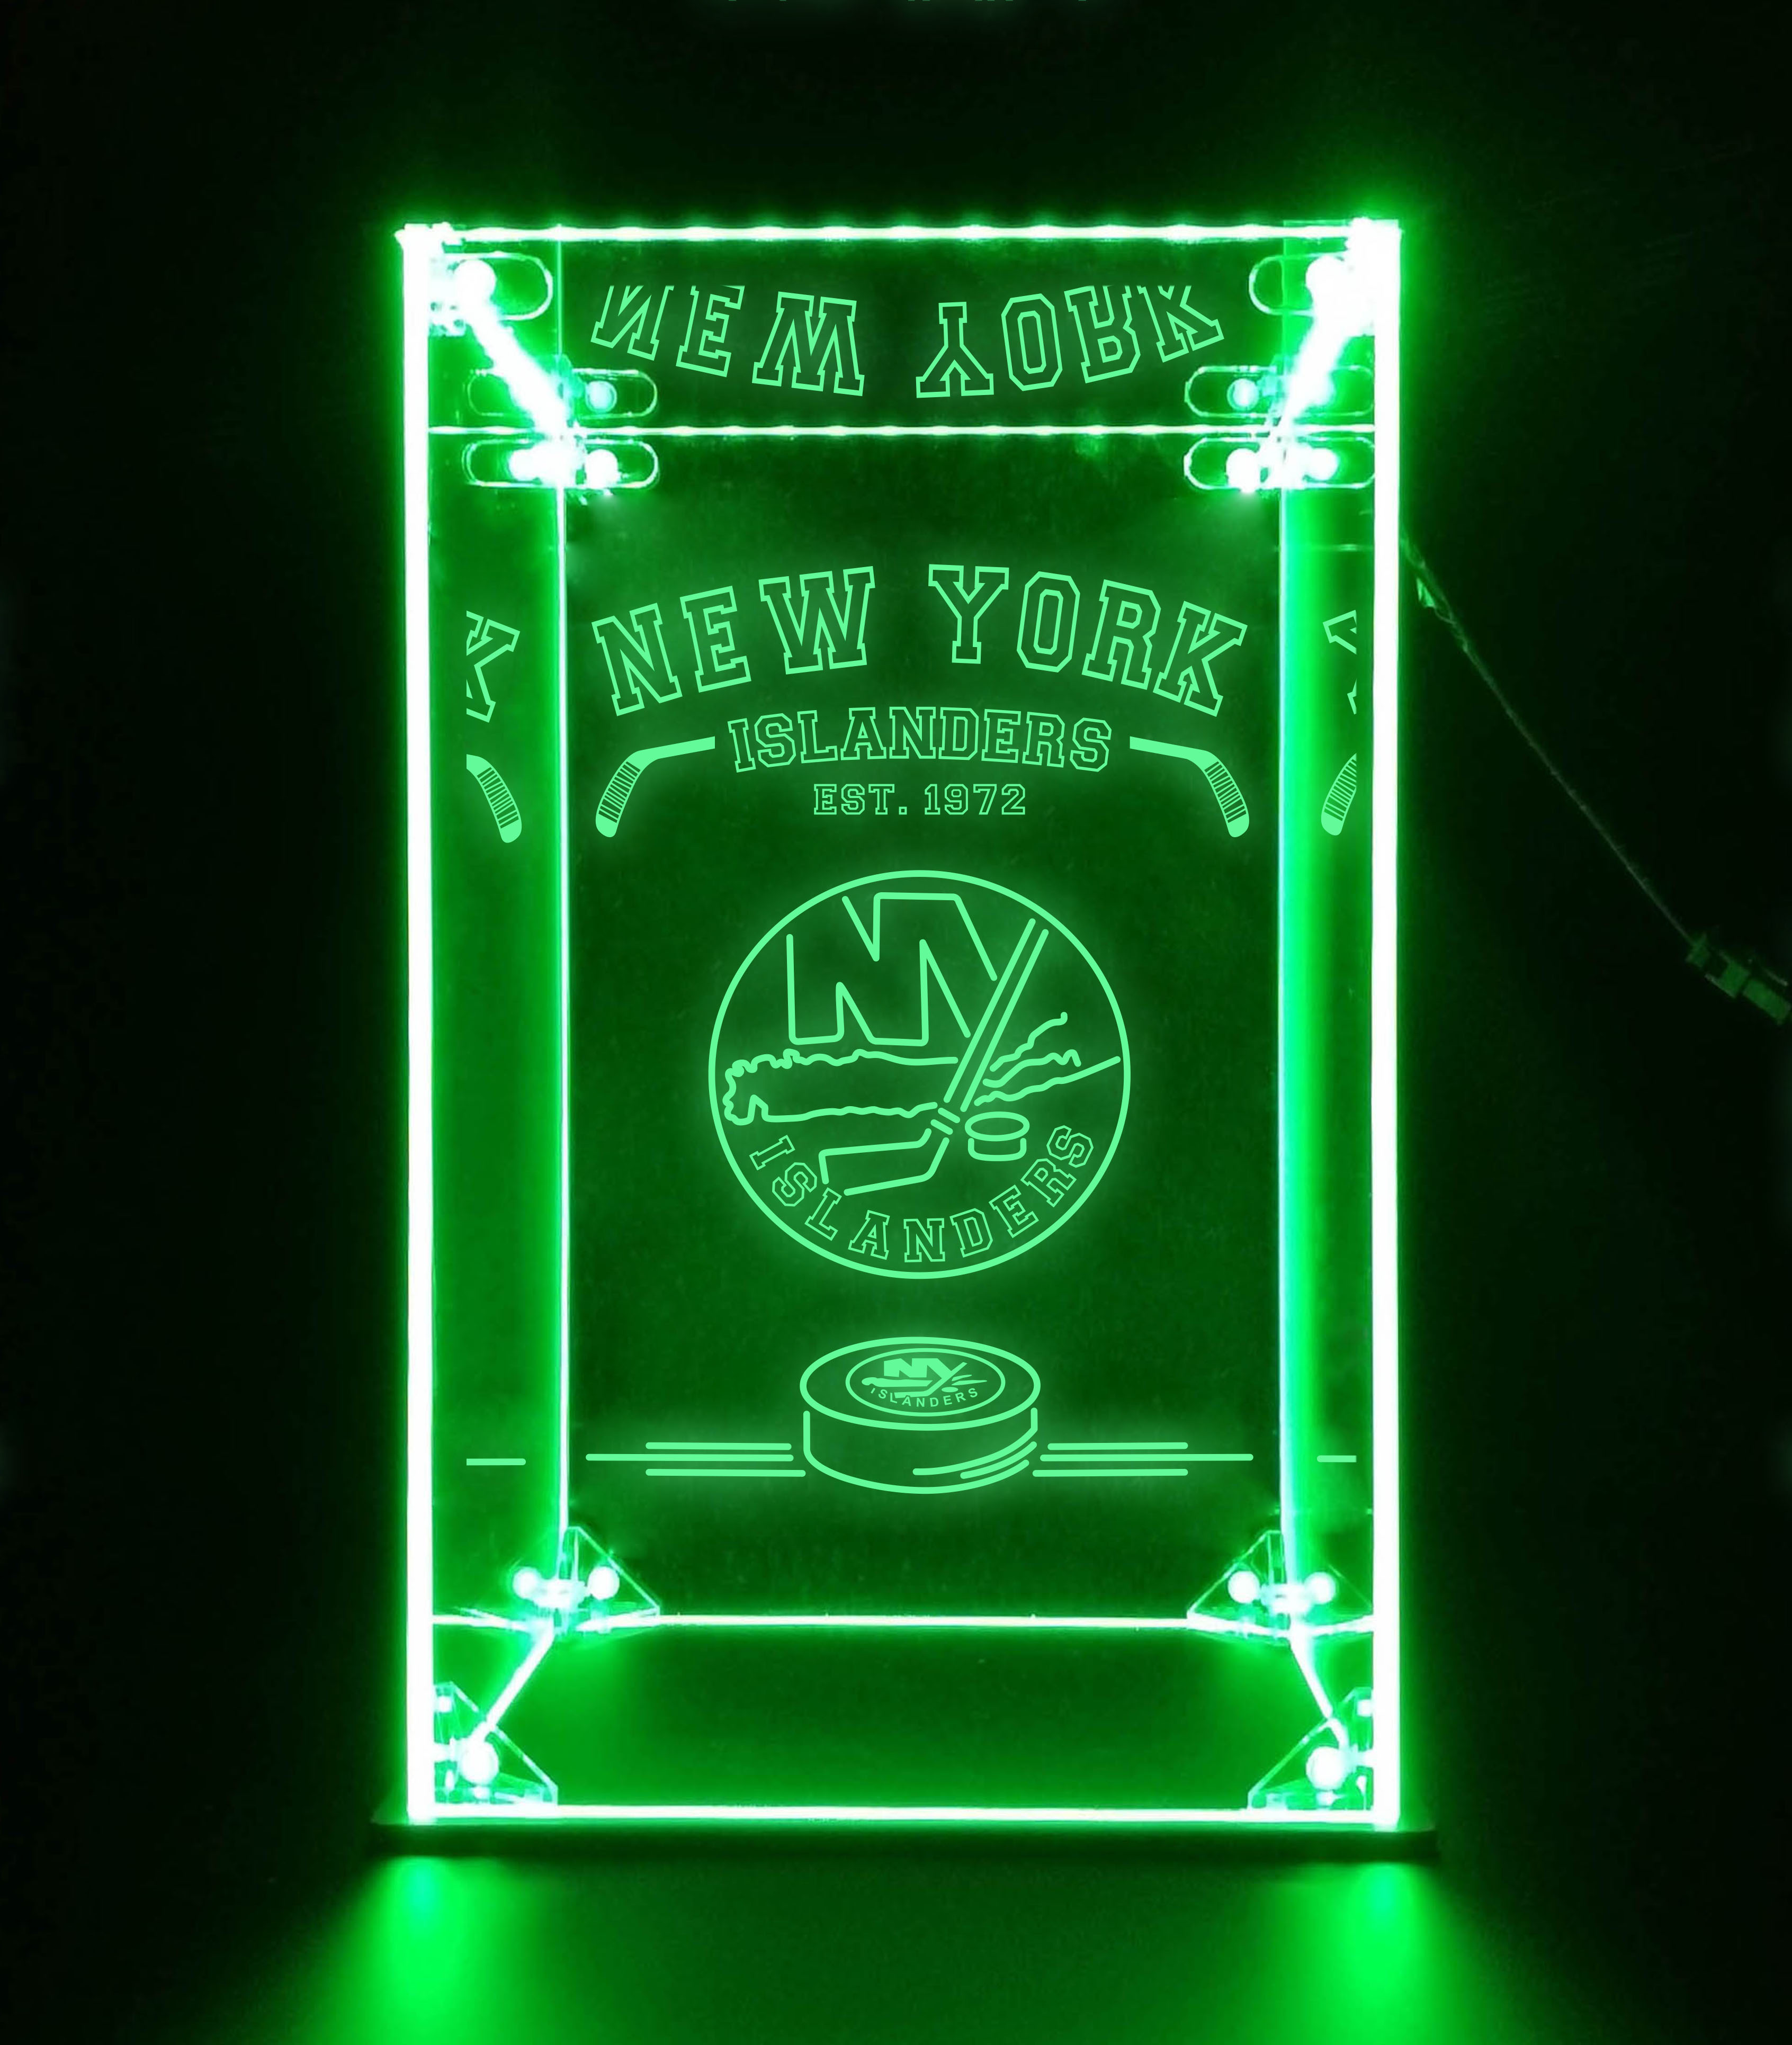 NEW YORK
K
NEW YORK
ISLANDERS
EST. 1972
NY
ISLANDERS
NY
ISLANDERS